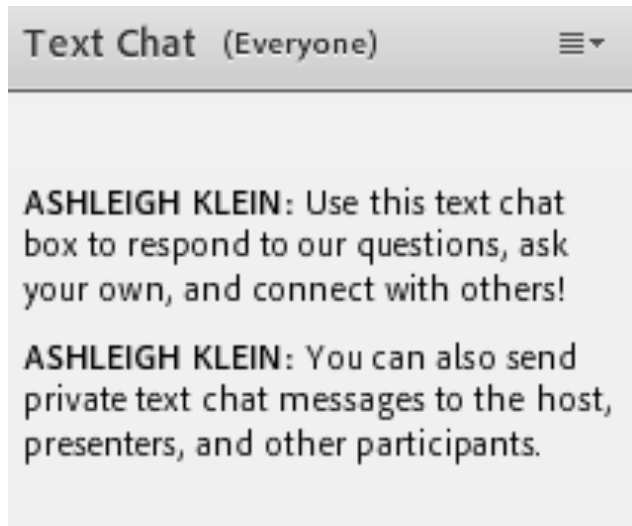 Text Chat (Everyone)
ASHLEIGH KLEIN: Use this text chat
box to respond to our questions, ask
your own, and connect with others!
ASHLEIGH KLEIN: You can also send
private text chat messages to the host,
presenters, and other participants.